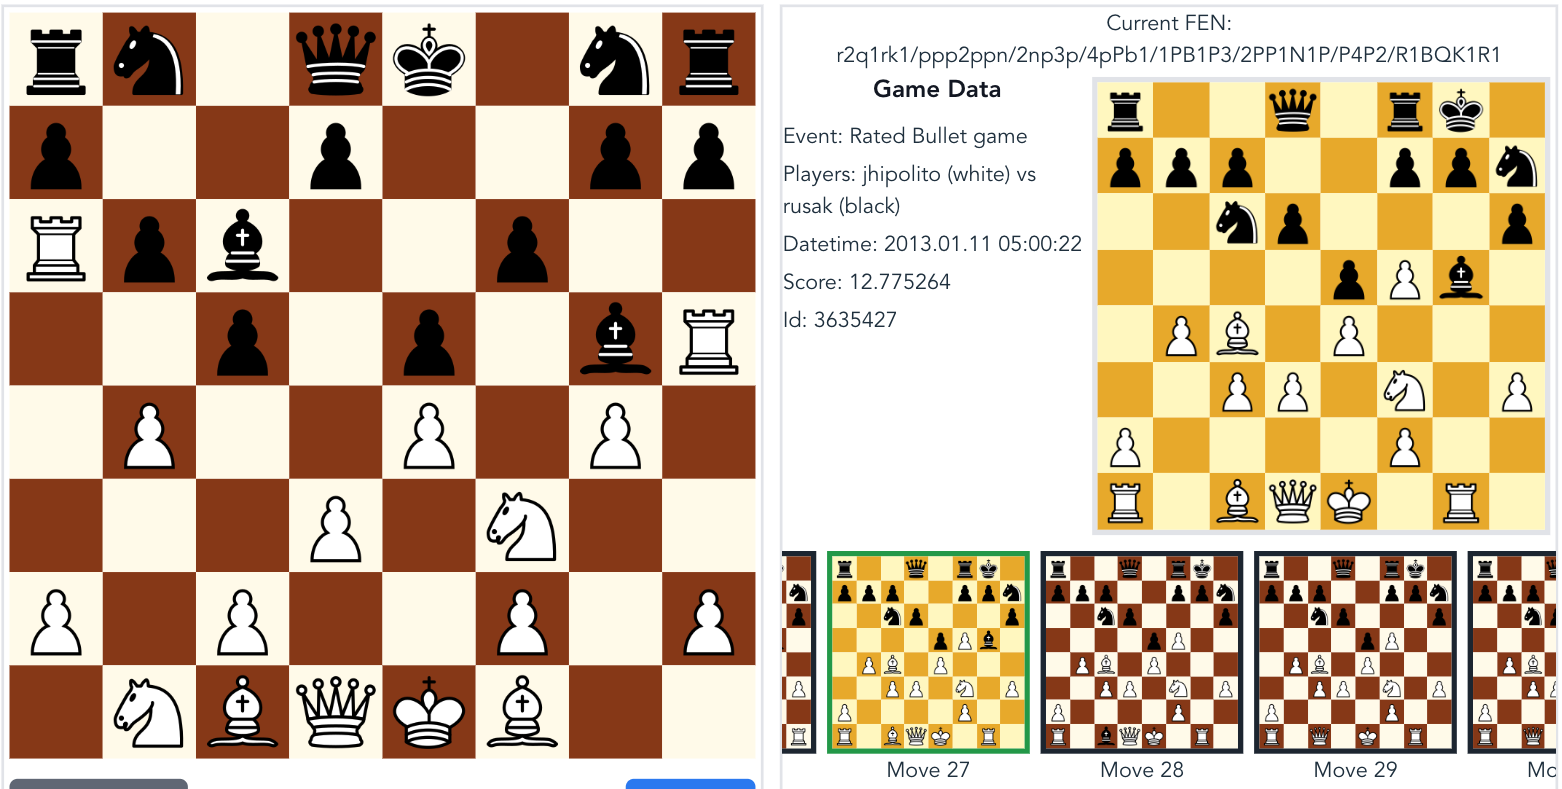 Current FEN:
r2q1rk1/ppp2ppn/2np3p/4pPb1/1PB1P3/2PP1N1P/P4P2/R1BQK1R1
Game Data
Event: Rated Bullet game
Players: jhipolito (white) vs
rusak (black)
Datetime: 2013.01.11 05:00:22
Score: 12.775264
Id: 3635427
Move 27
Move 28
Move 29
Mo